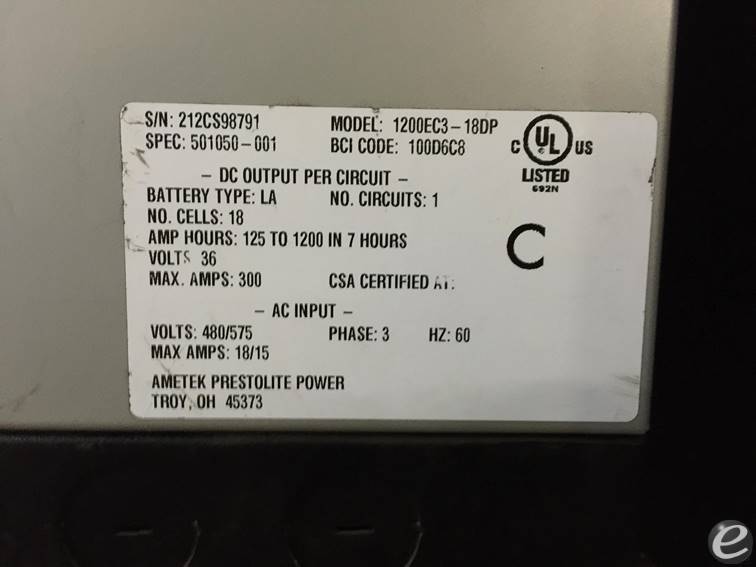 S/N: 212CS98791 MODEL: 1200EC3-18DP
SPEC: 501050-001 BCI CODE: 100D6C8
C UL US
LISTED
692N
- DC OUTPUT PER CIRCUIT -
BATTERY TYPE: LA NO. CIRCUITS: 1
NO. CELLS: 18
AMP HOURS: 125 TO 1200 IN 7 HOURS
C
VOLTS 36
MAX. AMPS: 300 CSA CERTIFIED AT:
- AC INPUT -
VOLTS: 480/575 PHASE: 3 HZ: 60
MAX AMPS: 18/15
AMETEK PRESTOLITE POWER
TROY, OH 45373
e